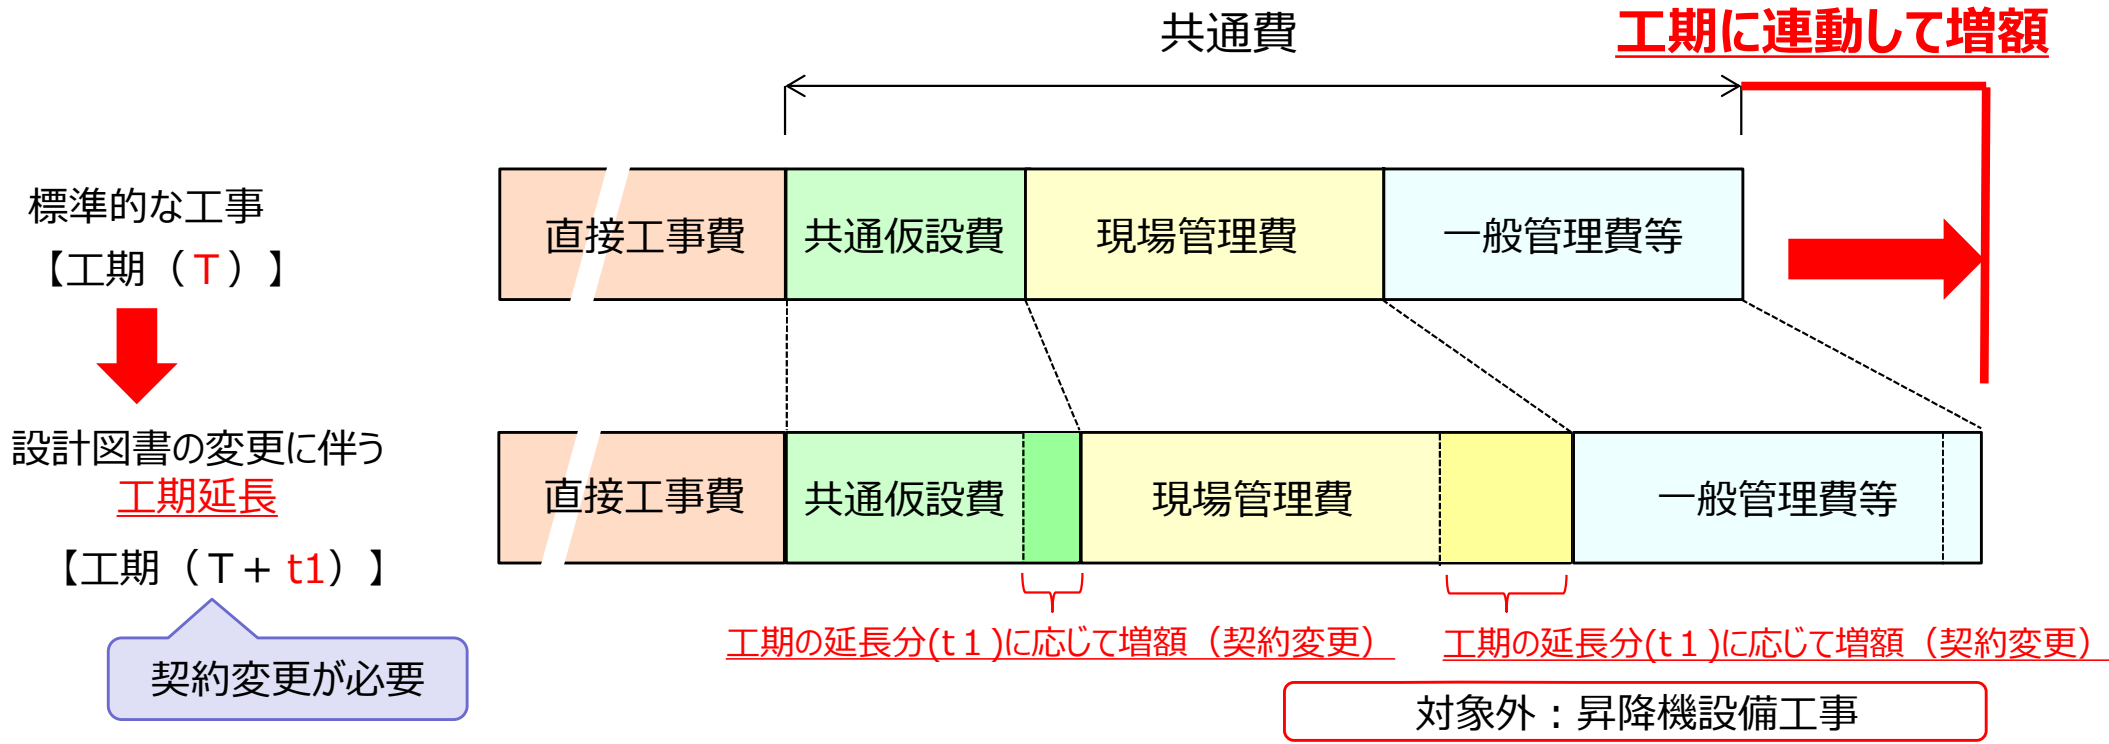 共通費
工期に連動して増額
標準的な工事
【工期（T）】
直接工事費
共通仮設費
現場管理費
一般管理費等
設計図書の変更に伴う
工期延長
【工期（T＋t1）】
契約変更が必要
直接工事費
共通仮設費
現場管理費
一般管理費等
工期の延長分(t１)に応じて増額（契約変更）
工期の延長分(t１)に応じて増額（契約変更）
対象外：昇降機設備工事